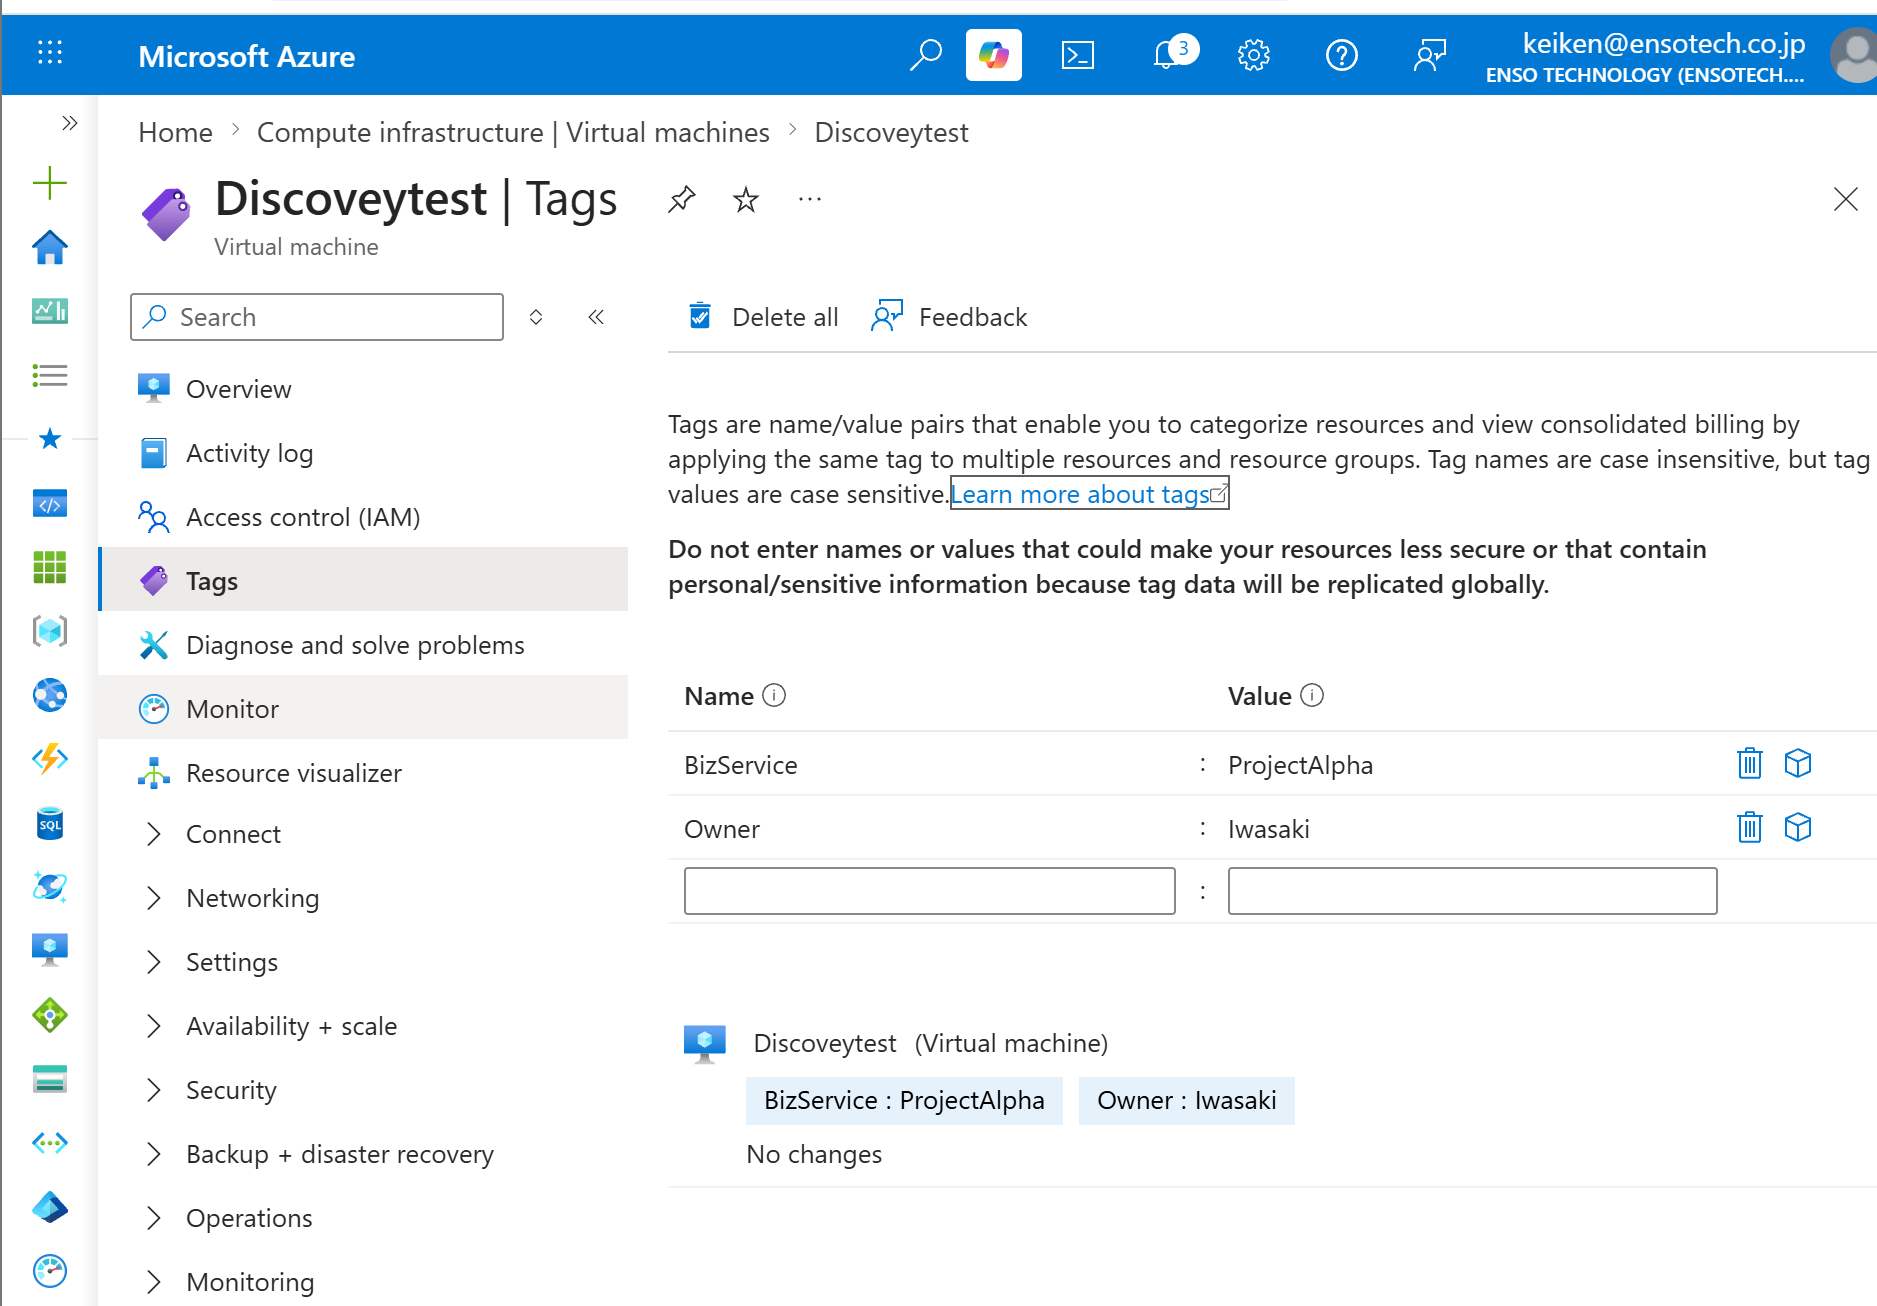 Microsoft Azure
3
keiken@ensotech.co.jp
ENSO TECHNOLOGY (ENSOTECH....
Home > Compute infrastructure | Virtual machines > Discoveytest
Discoveytest | Tags
Virtual machine
Search
Delete all
Feedback
Overview
Activity log
Access control (IAM)
Tags
Diagnose and solve problems
Monitor
Resource visualizer
Connect
Networking
Settings
Availability + scale
Security
Backup + disaster recovery
Operations
Monitoring
SQL
Tags are name/value pairs that enable you to categorize resources and view consolidated billing by
applying the same tag to multiple resources and resource groups. Tag names are case insensitive, but tag
values are case sensitive. Learn more about tags
Do not enter names or values that could make your resources less secure or that contain
personal/sensitive information because tag data will be replicated globally.
Name Value
BizService : ProjectAlpha
Owner : Iwasaki
:
Discoveytest (Virtual machine)
BizService : ProjectAlpha Owner : Iwasaki
No changes